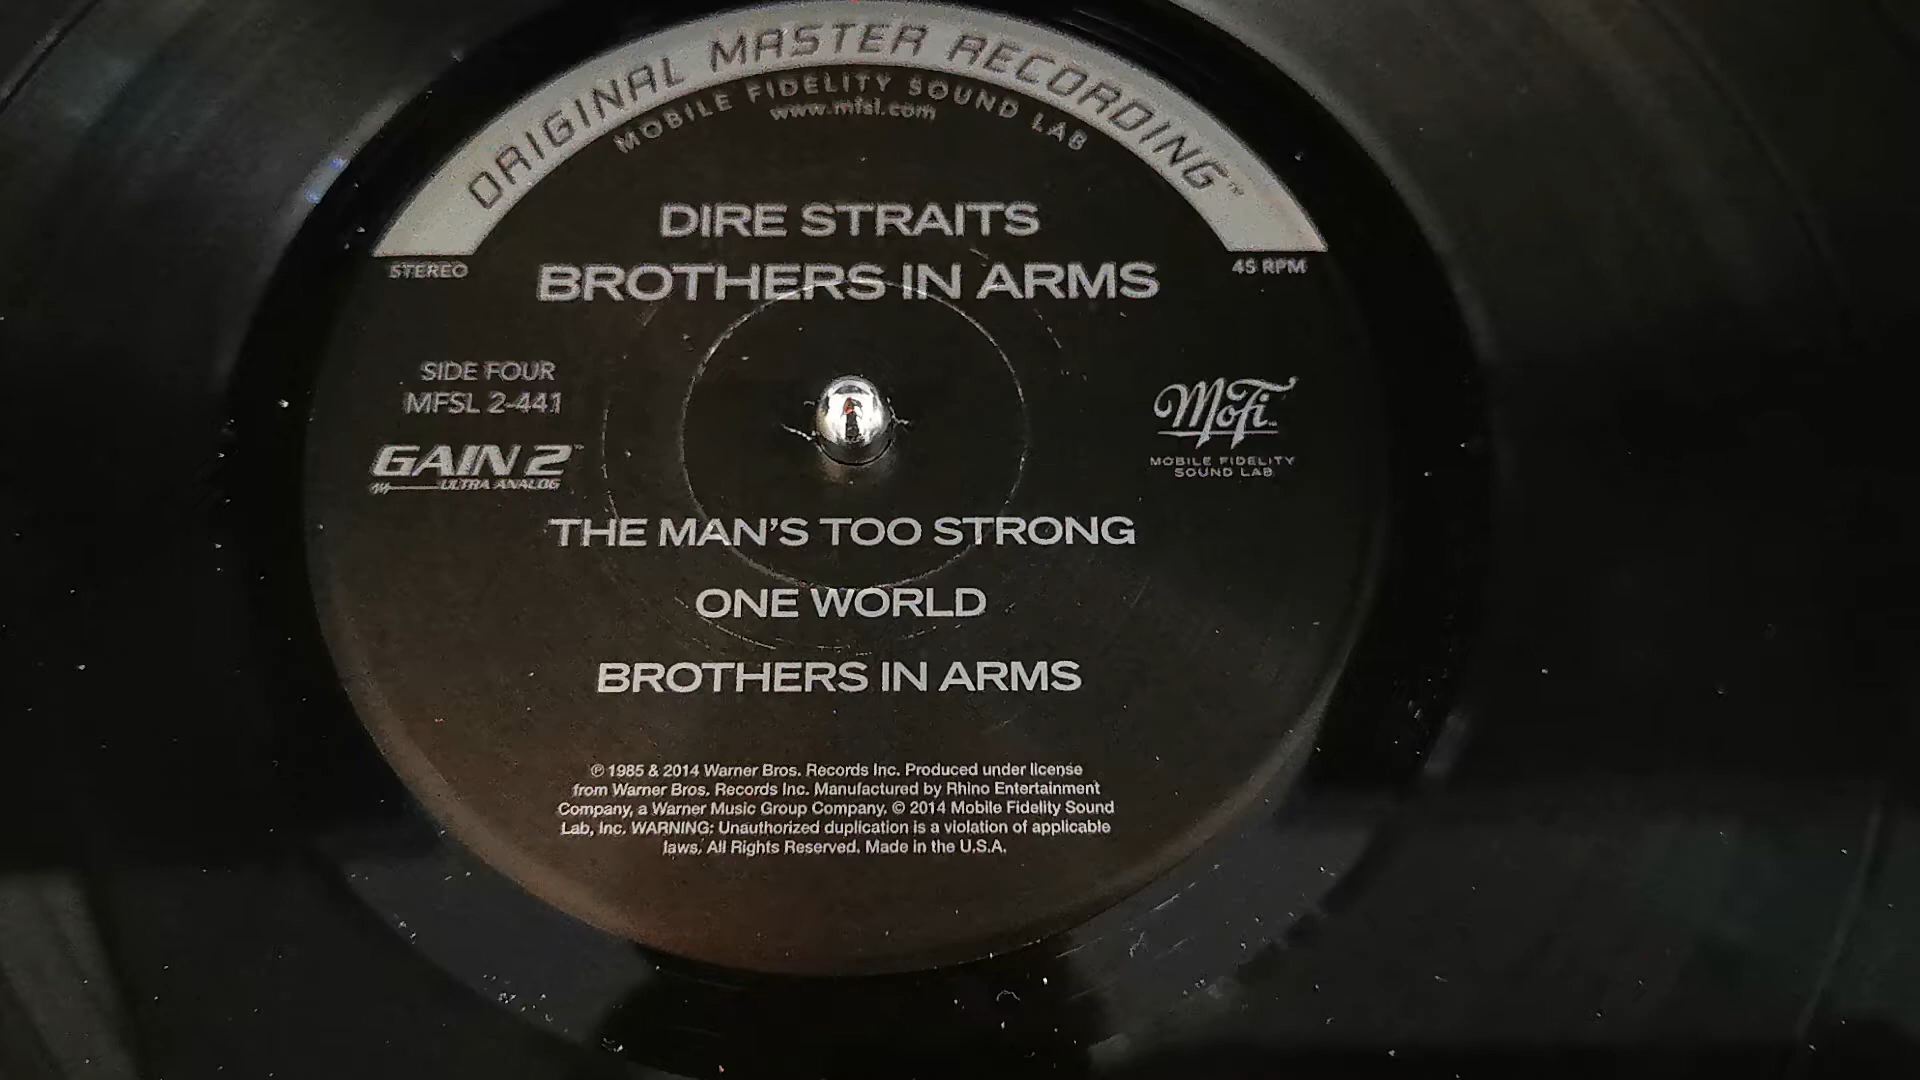 ORIGINAL MASTER RECORDING™
MOBILE FIDELITY SOUND LAB
www.mfsl.com
DIRE STRAITS
STEREO
45 RPM
BROTHERS IN ARMS
SIDE FOUR
MFSL 2-441
GAIN 2™
ULTRA ANALOG
MoFi™
MOBILE FIDELITY
SOUND LAB
THE MAN'S TOO STRONG
ONE WORLD
BROTHERS IN ARMS
℗ 1985 & 2014 Warner Bros. Records Inc. Produced under license
from Warner Bros. Records Inc. Manufactured by Rhino Entertainment
Company, a Warner Music Group Company. © 2014 Mobile Fidelity Sound
Lab, Inc. WARNING: Unauthorized duplication is a violation of applicable
laws. All Rights Reserved. Made in the U.S.A.